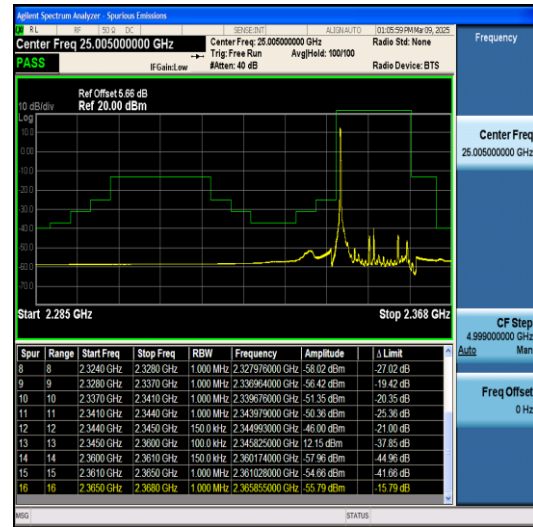 Agilent Spectrum Analyzer - Spurious Emissions
RL RF 50 Ω DC SENSE:INT ALIGNAUTO 01:05:59 PM Mar 09, 2025
Center Freq 25.005000000 GHz
Center Freq: 25.005000000 GHz
Radio Std: None
Trig: Free Run Avg|Hold: 100/100
PASS
IFGain:Low
#Atten: 40 dB
Radio Device: BTS
Ref Offset 5.66 dB
10 dB/div Ref 20.00 dBm
Log
10.0
0.00
-10.0
-20.0
-30.0
-40.0
-50.0
-60.0
-70.0
Start 2.285 GHz Stop 2.368 GHz
Spur Range Start Freq Stop Freq RBW Frequency Amplitude Δ Limit
8 8 2.3240 GHz 2.3280 GHz 1.000 MHz 2.327976000 GHz -58.02 dBm -27.02 dB
9 9 2.3280 GHz 2.3370 GHz 1.000 MHz 2.336964000 GHz -56.42 dBm -19.42 dB
10 10 2.3370 GHz 2.3410 GHz 1.000 MHz 2.339676000 GHz -51.35 dBm -20.35 dB
11 11 2.3410 GHz 2.3440 GHz 1.000 MHz 2.343979000 GHz -50.36 dBm -25.36 dB
12 12 2.3440 GHz 2.3450 GHz 150.0 kHz 2.344993000 GHz -46.00 dBm -21.00 dB
13 13 2.3450 GHz 2.3600 GHz 100.0 kHz 2.345825000 GHz 12.15 dBm -37.85 dB
14 14 2.3600 GHz 2.3610 GHz 150.0 kHz 2.360174000 GHz -57.96 dBm -44.96 dB
15 15 2.3610 GHz 2.3650 GHz 1.000 MHz 2.361028000 GHz -54.66 dBm -41.66 dB
16 16 2.3650 GHz 2.3680 GHz 1.000 MHz 2.365855000 GHz -55.79 dBm -15.79 dB
MSG STATUS
Frequency
Center Freq
25.005000000 GHz
CF Step
4.999000000 GHz
Auto Man
Freq Offset
0 Hz